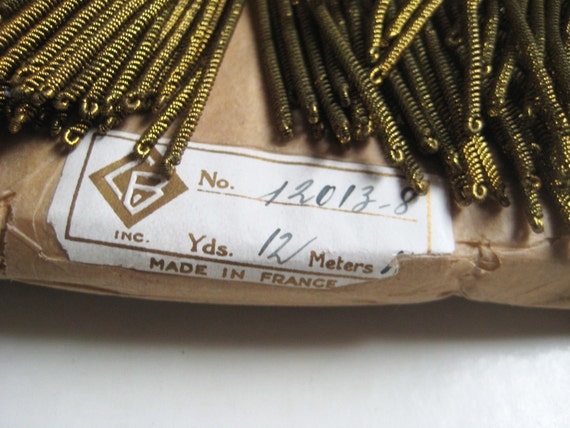 No. 12013-8
INC. Yds. 12 Meters
MADE IN FRANCE